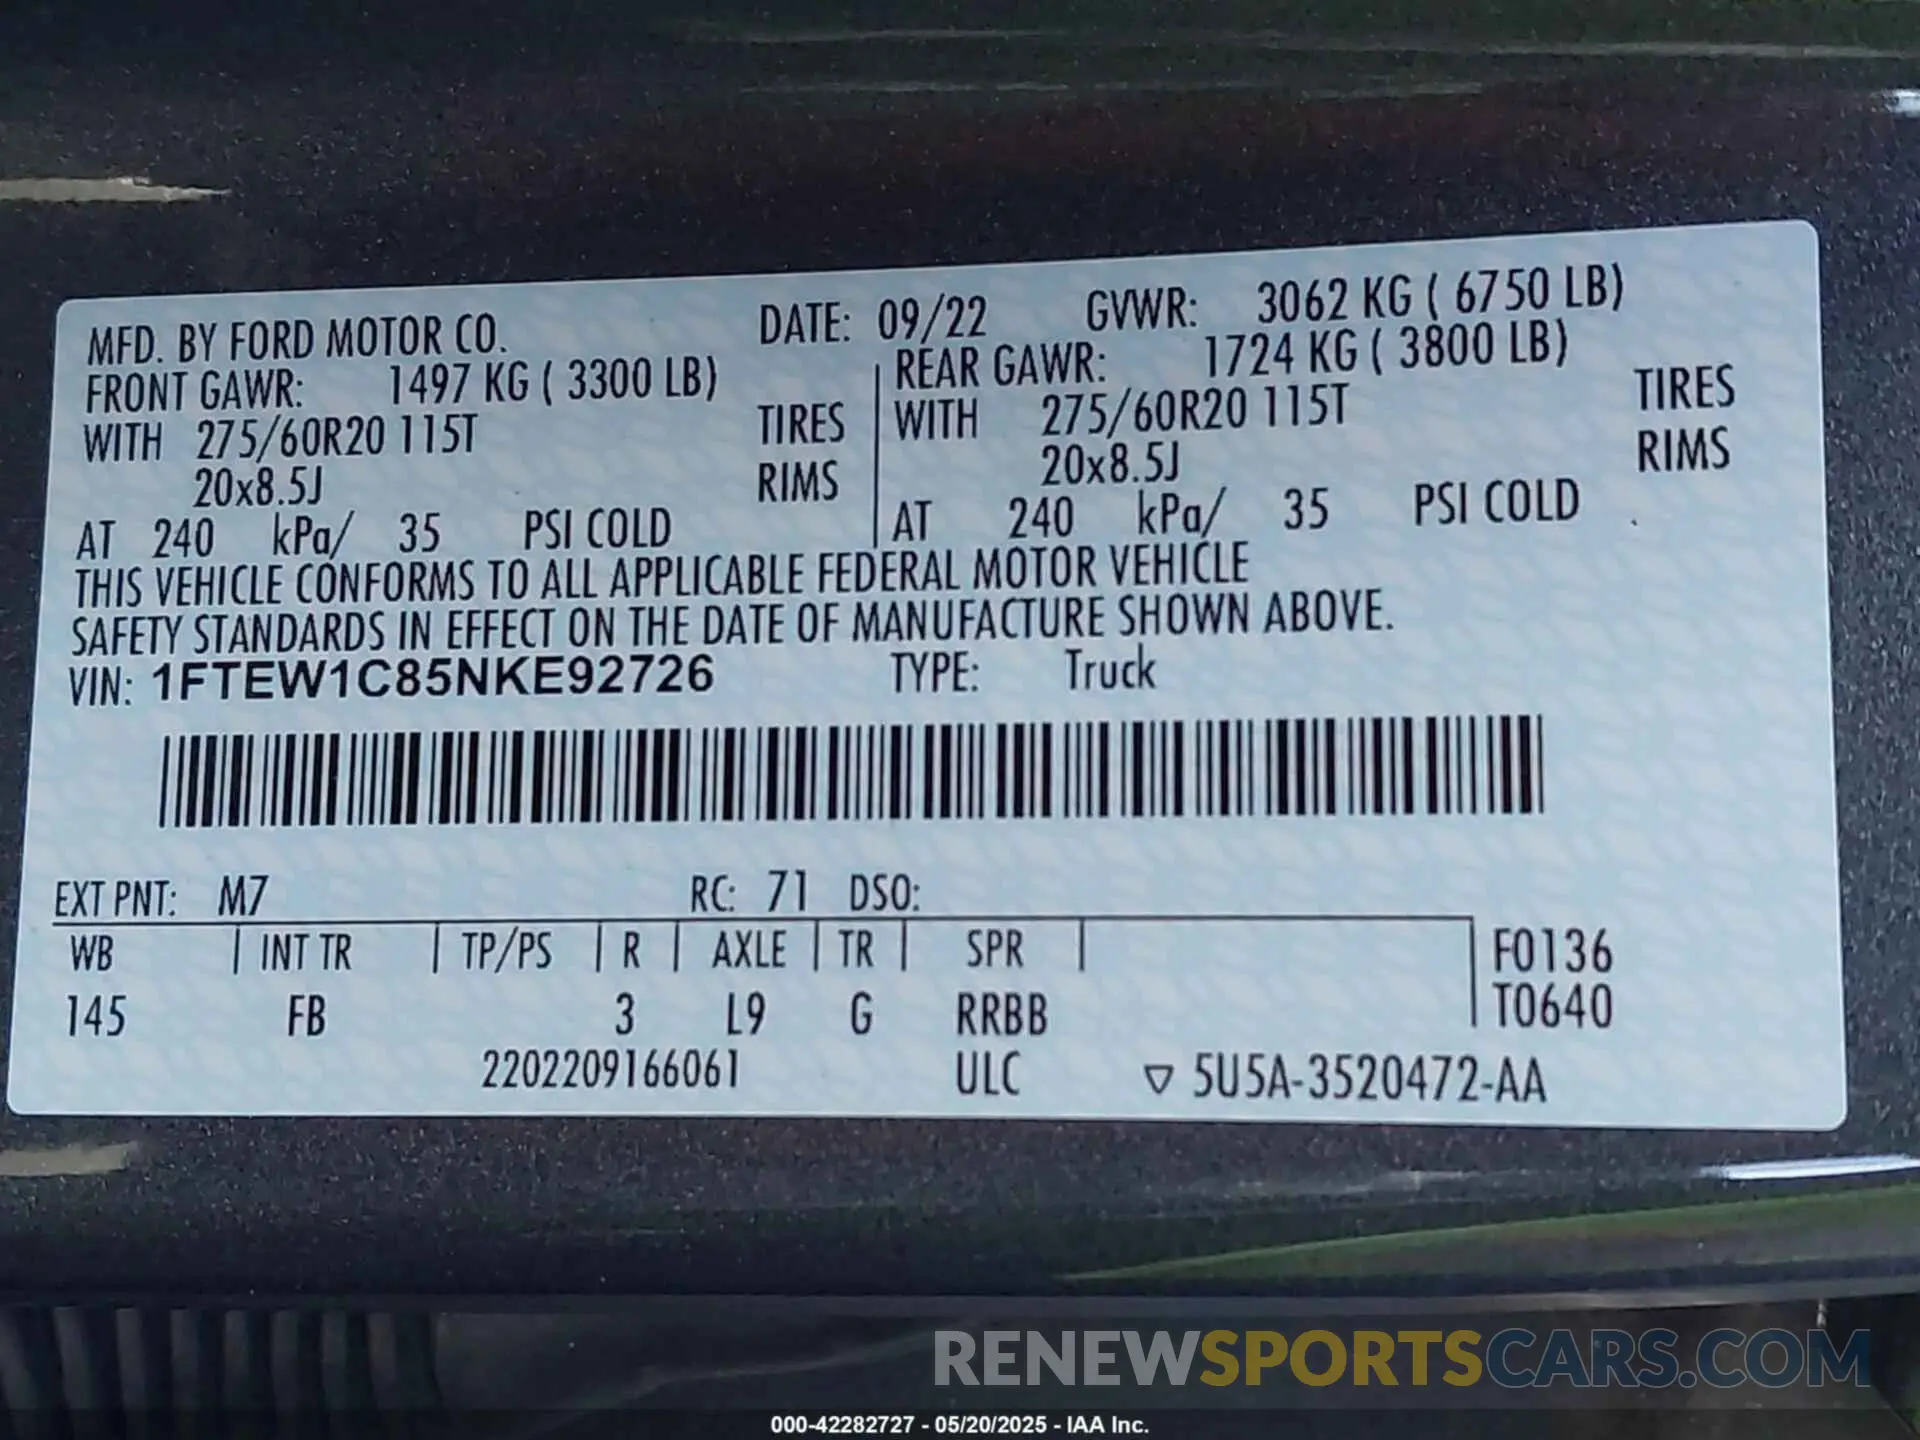 MFD. BY FORD MOTOR CO. DATE: 09/22 GVWR: 3062 KG ( 6750 LB)
FRONT GAWR: 1497 KG ( 3300 LB) REAR GAWR: 1724 KG ( 3800 LB)
WITH 275/60R20 115T TIRES WITH 275/60R20 115T TIRES
20x8.5J RIMS 20x8.5J RIMS
AT 240 kPa/ 35 PSI COLD AT 240 kPa/ 35 PSI COLD
THIS VEHICLE CONFORMS TO ALL APPLICABLE FEDERAL MOTOR VEHICLE
SAFETY STANDARDS IN EFFECT ON THE DATE OF MANUFACTURE SHOWN ABOVE.
VIN: 1FTEW1C85NKE92726 TYPE: Truck
EXT PNT: M7 RC: 71 DSO:
WB INT TR TP/PS R AXLE TR SPR F0136
145 FB 3 L9 G RRBB T0640
2202209166061 ULC ▽ 5U5A-3520472-AA
RENEWSPORTSCARS.COM
000-42282727 - 05/20/2025 - IAA Inc.